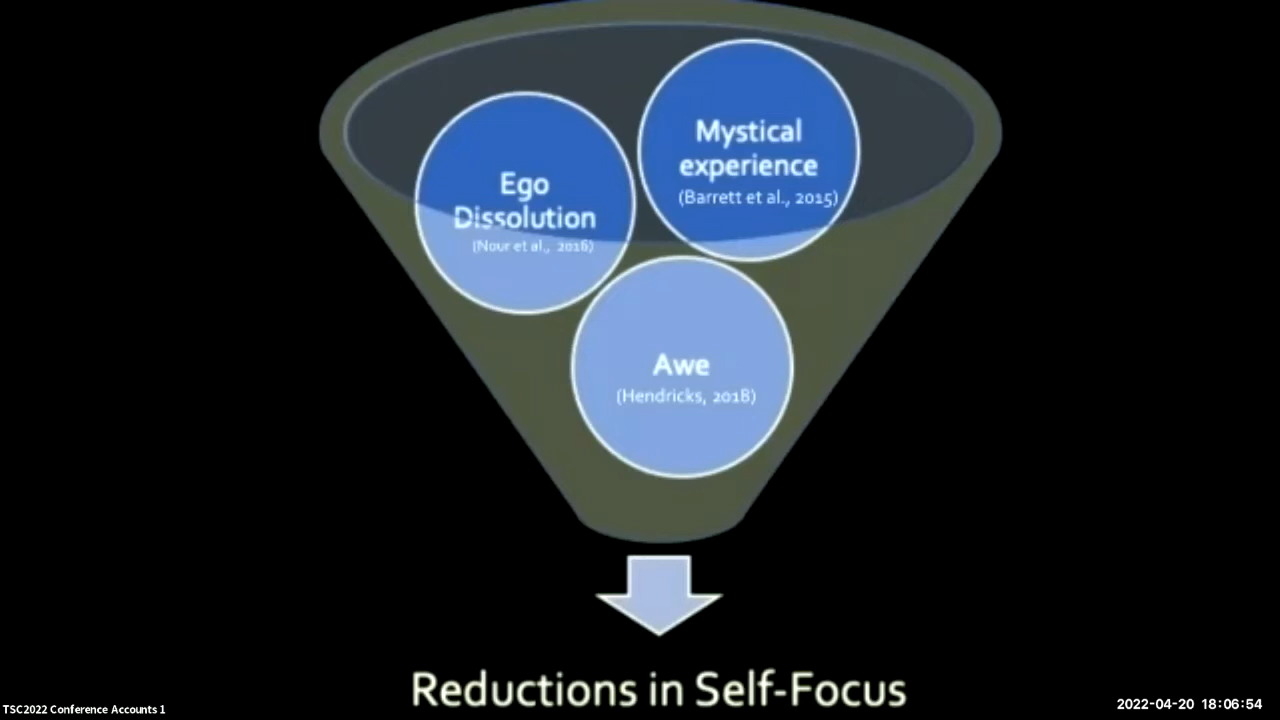 Mystical
experience
(Barrett et al., 2015)
Ego
Dissolution
(Nour et al., 2016)
Awe
(Hendricks, 2018)
Reductions in Self-Focus
TSC2022 Conference Accounts 1
2022-04-20 18:06:54